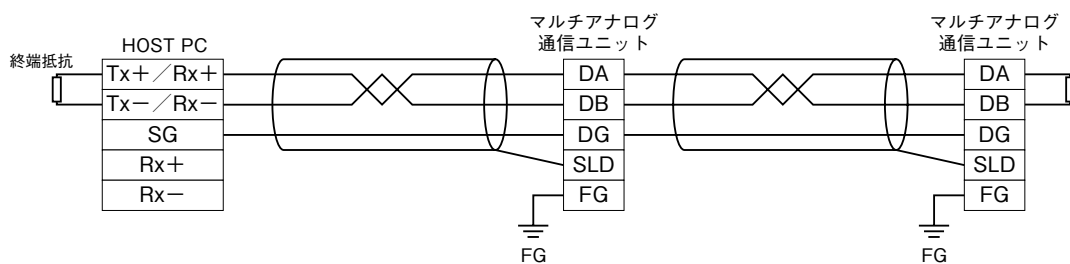 終端抵抗
HOST PC
Tx+／Rx+
Tx−／Rx−
SG
Rx+
Rx−
マルチアナログ
通信ユニット
DA
DB
DG
SLD
FG
FG
マルチアナログ
通信ユニット
DA
DB
DG
SLD
FG
FG